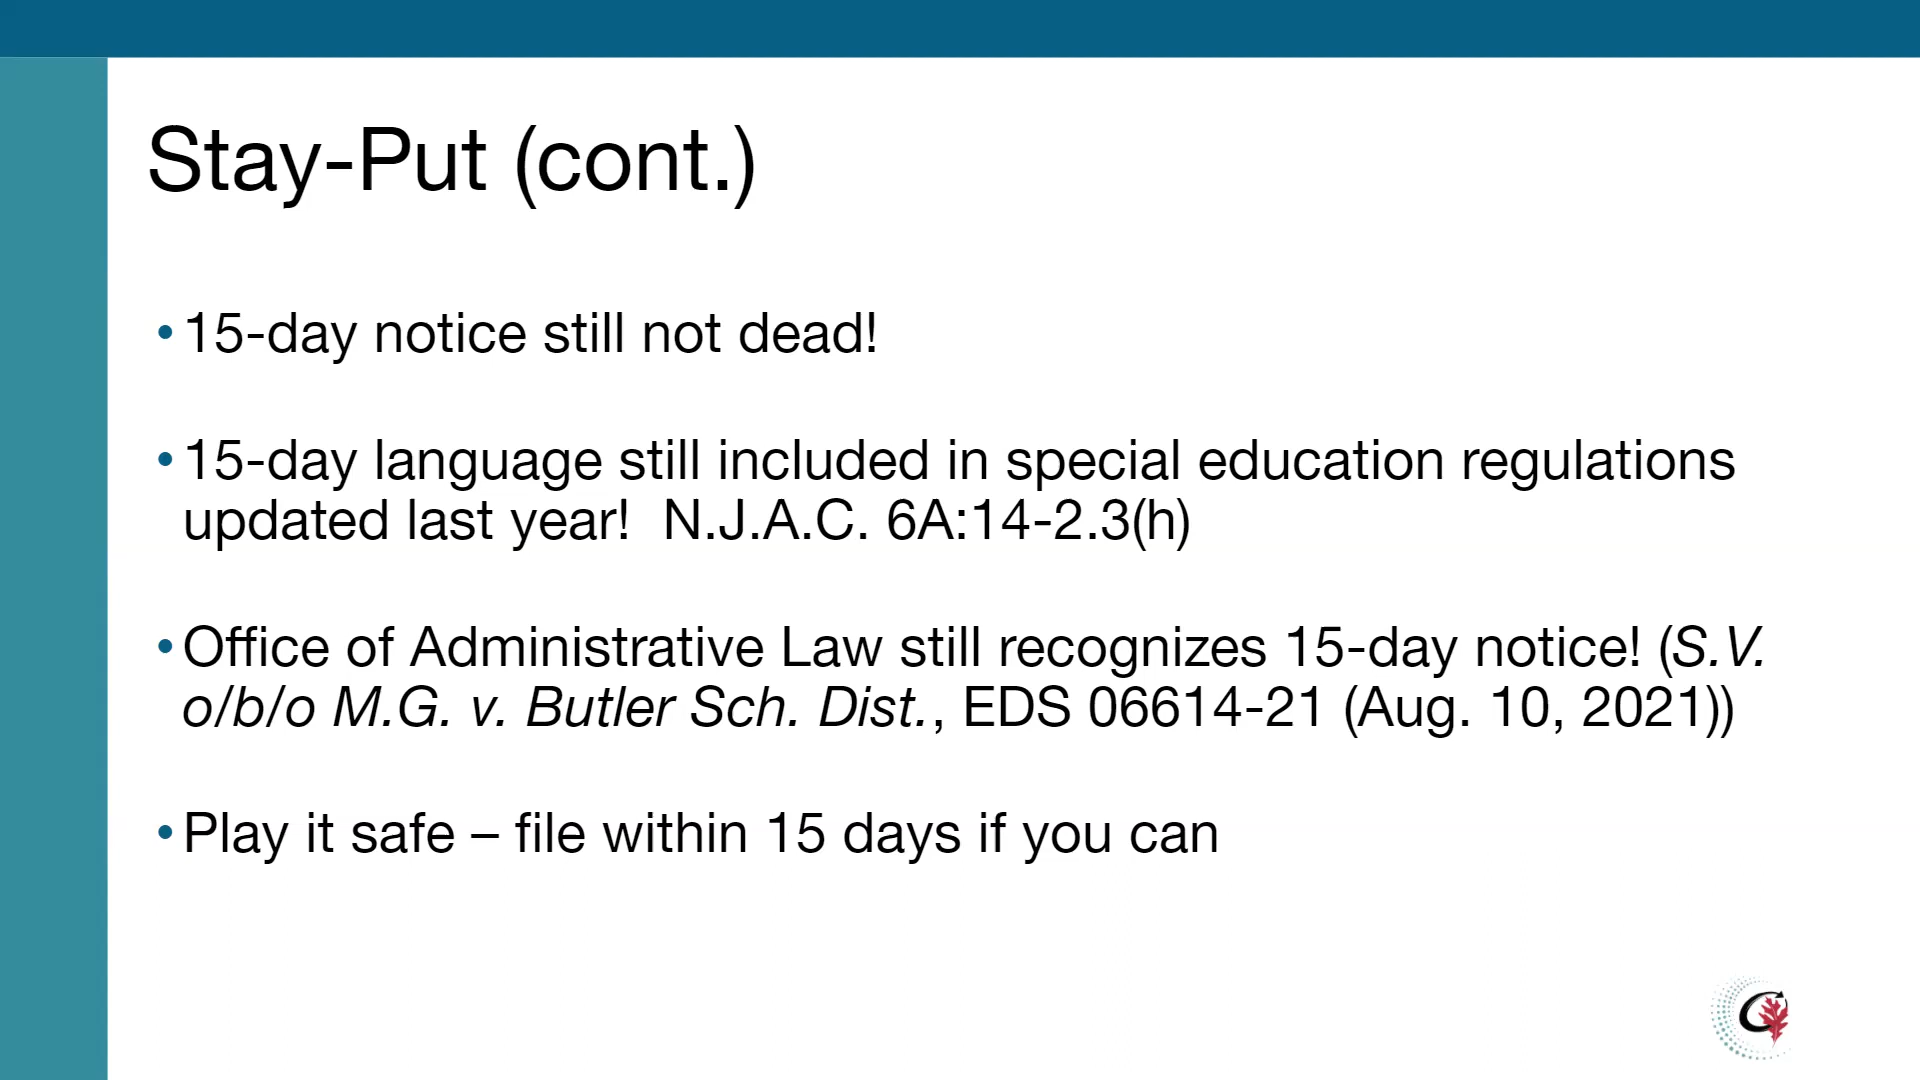 Stay-Put (cont.)
•15-day notice still not dead!
•15-day language still included in special education regulations
updated last year!  N.J.A.C. 6A:14-2.3(h)
•Office of Administrative Law still recognizes 15-day notice! (S.V.
o/b/o M.G. v. Butler Sch. Dist., EDS 06614-21 (Aug. 10, 2021))
•Play it safe – file within 15 days if you can